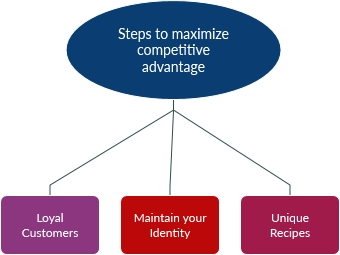 Steps to maximize
competitive
advantage
Loyal
Customers
Maintain your
Identity
Unique
Recipes